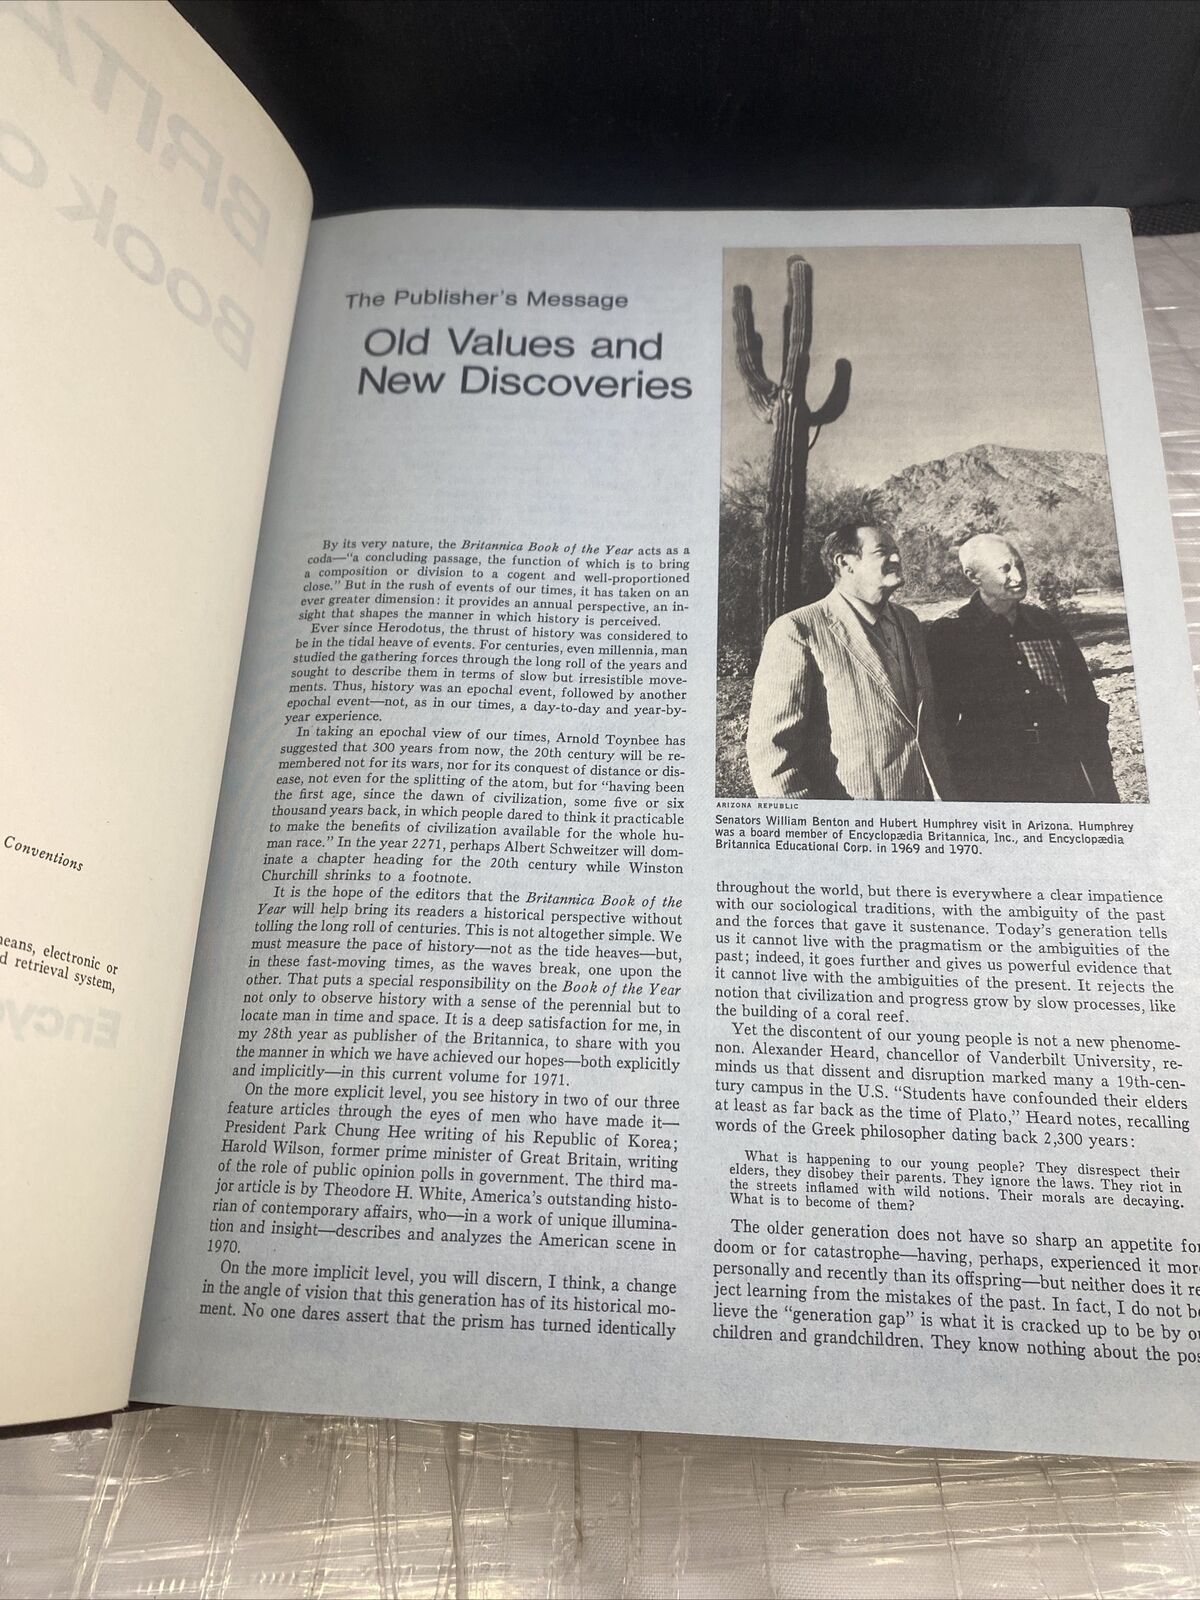 BRITA
BOOK O
Conventions
means, electronic or
d retrieval system,
Ency
The Publisher's Message
Old Values and
New Discoveries
By its very nature, the Britannica Book of the Year acts as a
coda—"a concluding passage, the function of which is to bring
a composition or division to a cogent and well-proportioned
close." But in the rush of events of our times, it has taken on an
ever greater dimension: it provides an annual perspective, an in-
sight that shapes the manner in which history is perceived.
Ever since Herodotus, the thrust of history was considered to
be in the tidal heave of events. For centuries, even millennia, man
studied the gathering forces through the long roll of the years and
sought to describe them in terms of slow but irresistible move-
ments. Thus, history was an epochal event, followed by another
epochal event—not, as in our times, a day-to-day and year-by-
year experience.
In taking an epochal view of our times, Arnold Toynbee has
suggested that 300 years from now, the 20th century will be re-
membered not for its wars, nor for its conquest of distance or dis-
ease, not even for the splitting of the atom, but for "having been
the first age, since the dawn of civilization, some five or six
thousand years back, in which people dared to think it practicable
to make the benefits of civilization available for the whole hu-
man race." In the year 2271, perhaps Albert Schweitzer will dom-
inate a chapter heading for the 20th century while Winston
Churchill shrinks to a footnote.
It is the hope of the editors that the Britannica Book of the
Year will help bring its readers a historical perspective without
tolling the long roll of centuries. This is not altogether simple. We
must measure the pace of history—not as the tide heaves—but,
in these fast-moving times, as the waves break, one upon the
other. That puts a special responsibility on the Book of the Year
not only to observe history with a sense of the perennial but to
locate man in time and space. It is a deep satisfaction for me, in
my 28th year as publisher of the Britannica, to share with you
the manner in which we have achieved our hopes—both explicitly
and implicitly—in this current volume for 1971.
On the more explicit level, you see history in two of our three
feature articles through the eyes of men who have made it—
President Park Chung Hee writing of his Republic of Korea;
Harold Wilson, former prime minister of Great Britain, writing
of the role of public opinion polls in government. The third ma-
jor article is by Theodore H. White, America's outstanding histo-
rian of contemporary affairs, who—in a work of unique illumina-
tion and insight—describes and analyzes the American scene in
1970.
On the more implicit level, you will discern, I think, a change
in the angle of vision that this generation has of its historical mo-
ment. No one dares assert that the prism has turned identically
ARIZONA REPUBLIC
Senators William Benton and Hubert Humphrey visit in Arizona. Humphrey
was a board member of Encyclopædia Britannica, Inc., and Encyclopædia
Britannica Educational Corp. in 1969 and 1970.
throughout the world, but there is everywhere a clear impatience
with our sociological traditions, with the ambiguity of the past
and the forces that gave it sustenance. Today's generation tells
us it cannot live with the pragmatism or the ambiguities of the
past; indeed, it goes further and gives us powerful evidence that
it cannot live with the ambiguities of the present. It rejects the
notion that civilization and progress grow by slow processes, like
the building of a coral reef.
Yet the discontent of our young people is not a new phenome-
non. Alexander Heard, chancellor of Vanderbilt University, re-
minds us that dissent and disruption marked many a 19th-cen-
tury campus in the U.S. "Students have confounded their elders
at least as far back as the time of Plato," Heard notes, recalling
words of the Greek philosopher dating back 2,300 years:
What is happening to our young people? They disrespect their
elders, they disobey their parents. They ignore the laws. They riot in
the streets inflamed with wild notions. Their morals are decaying.
What is to become of them?
The older generation does not have so sharp an appetite for
doom or for catastrophe—having, perhaps, experienced it more
personally and recently than its offspring—but neither does it re
ject learning from the mistakes of the past. In fact, I do not be
lieve the "generation gap" is what it is cracked up to be by ou
children and grandchildren. They know nothing about the pos